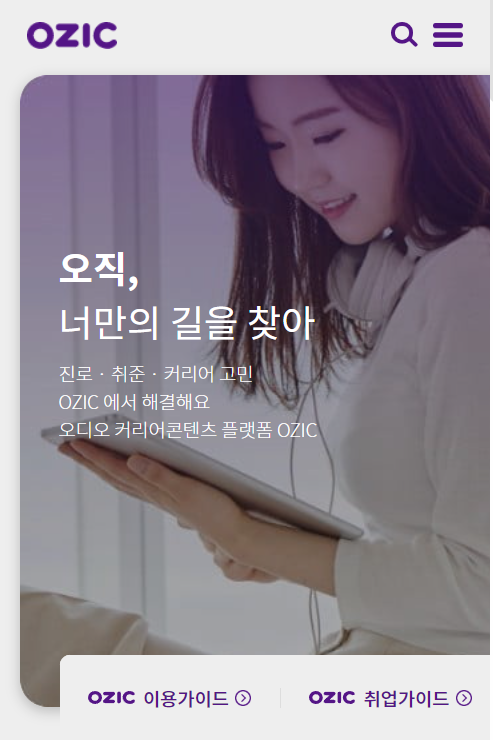 OZIC
오직,
너만의 길을 찾아
진로 · 취준 · 커리어 고민
OZIC 에서 해결해요
오디오 커리어콘텐츠 플랫폼 OZIC
OZIC 이용가이드
OZIC 취업가이드